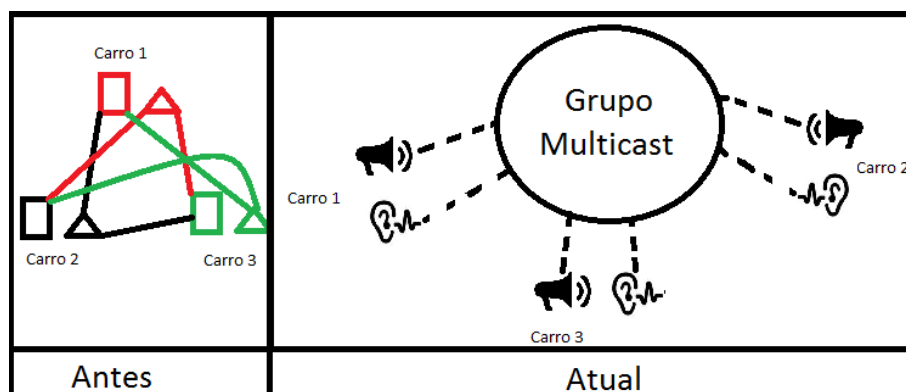 Carro 1
Carro 2
Carro 3
Grupo
Multicast
Carro 1
Carro 2
Carro 3
Antes
Atual